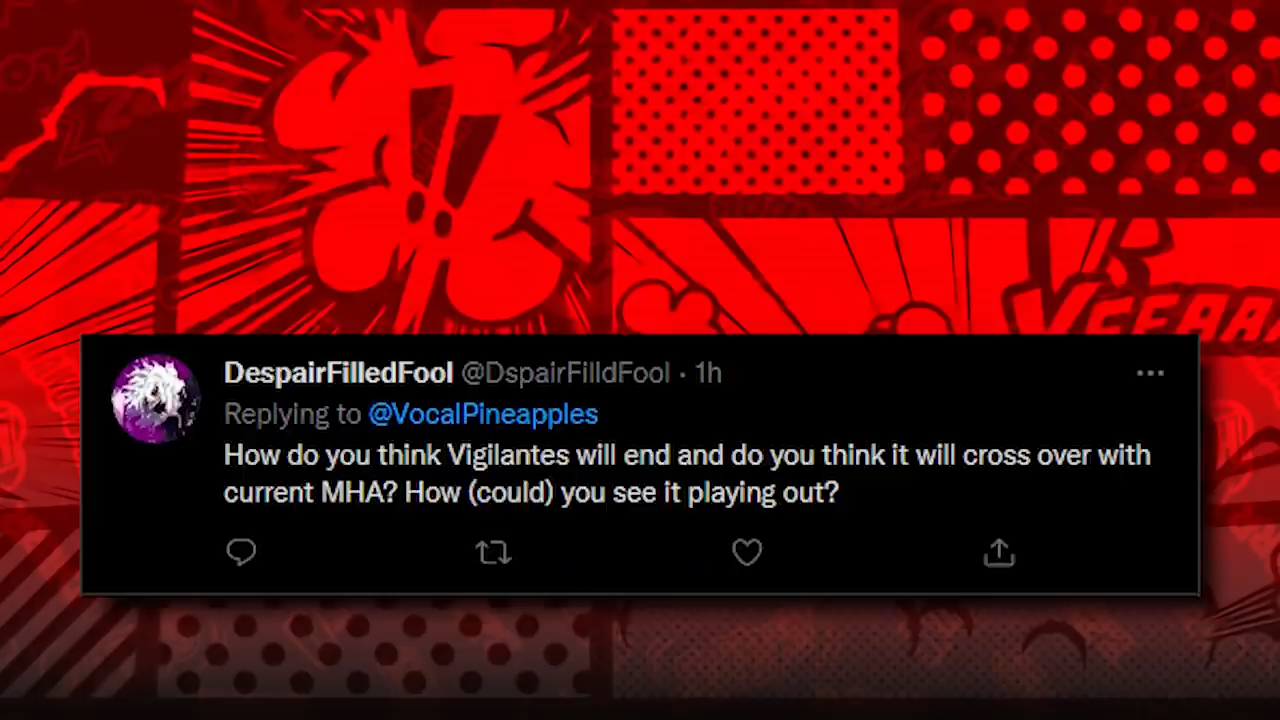 DespairFilledFool @DspairFilldFool · 1h
Replying to @VocalPineapples
How do you think Vigilantes will end and do you think it will cross over with
current MHA? How (could) you see it playing out?